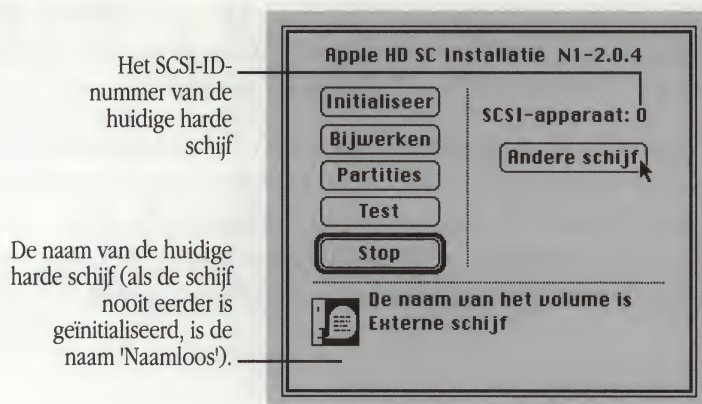 Het SCSI-ID-
nummer van de
huidige harde
schijf
De naam van de huidige
harde schijf (als de schijf
nooit eerder is
geïnitialiseerd, is de
naam 'Naamloos').
Apple HD SC Installatie N1-2.0.4
Initialiseer
Bijwerken
Partities
Test
Stop
SCSI-apparaat: 0
Andere schijf
De naam van het volume is
Externe schijf